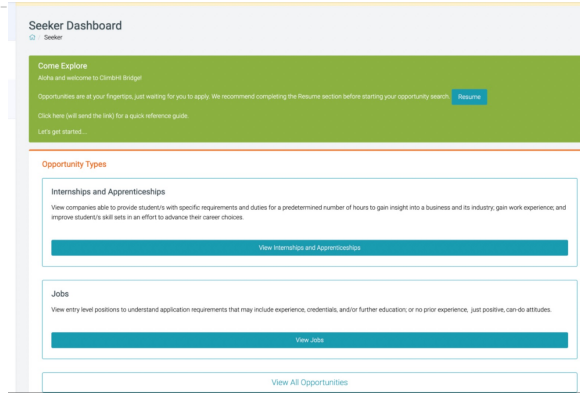 Seeker Dashboard
Seeker
Come Explore
Aloha and welcome to ClimbHI Bridge!
Opportunities are at your fingertips, just waiting for you to apply. We recommend completing the Resume section before starting your opportunity search. Resume
Click here (will send the link) for a quick reference guide.
Let's get started...
Opportunity Types
Internships and Apprenticeships
View companies able to provide student/s with specific requirements and duties for a predetermined number of hours to gain insight into a business and its industry; gain work experience; and
improve student/s skill sets in an effort to advance their career choices.
View Internships and Apprenticeships
Jobs
View entry level positions to understand application requirements that may include experience, credentials, and/or further education; or no prior experience, just positive, can-do attitudes.
View Jobs
View All Opportunities